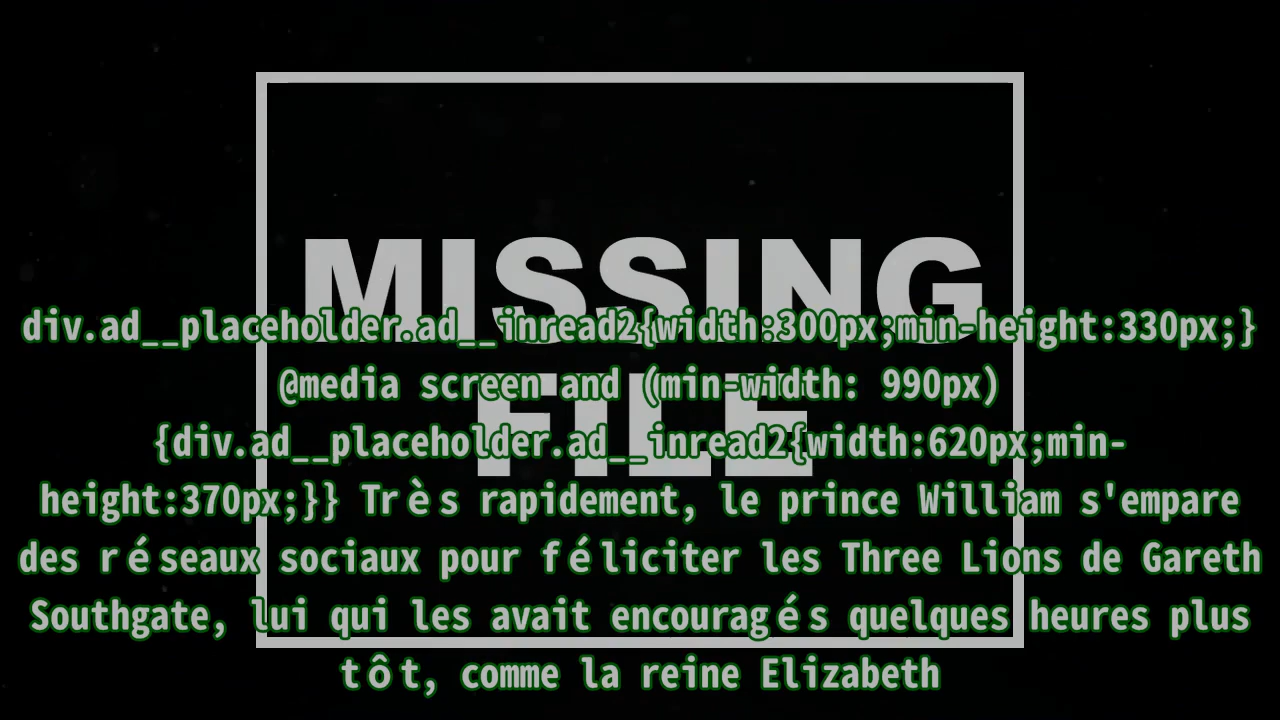 MISSING
FILE
div.ad__placeholder.ad__inread2{width:300px;min-height:330px;}
@media screen and (min-width: 990px)
{div.ad__placeholder.ad__inread2{width:620px;min-
height:370px;}} Très rapidement, le prince William s'empare
des réseaux sociaux pour féliciter les Three Lions de Gareth
Southgate, lui qui les avait encouragés quelques heures plus
tôt, comme la reine Elizabeth